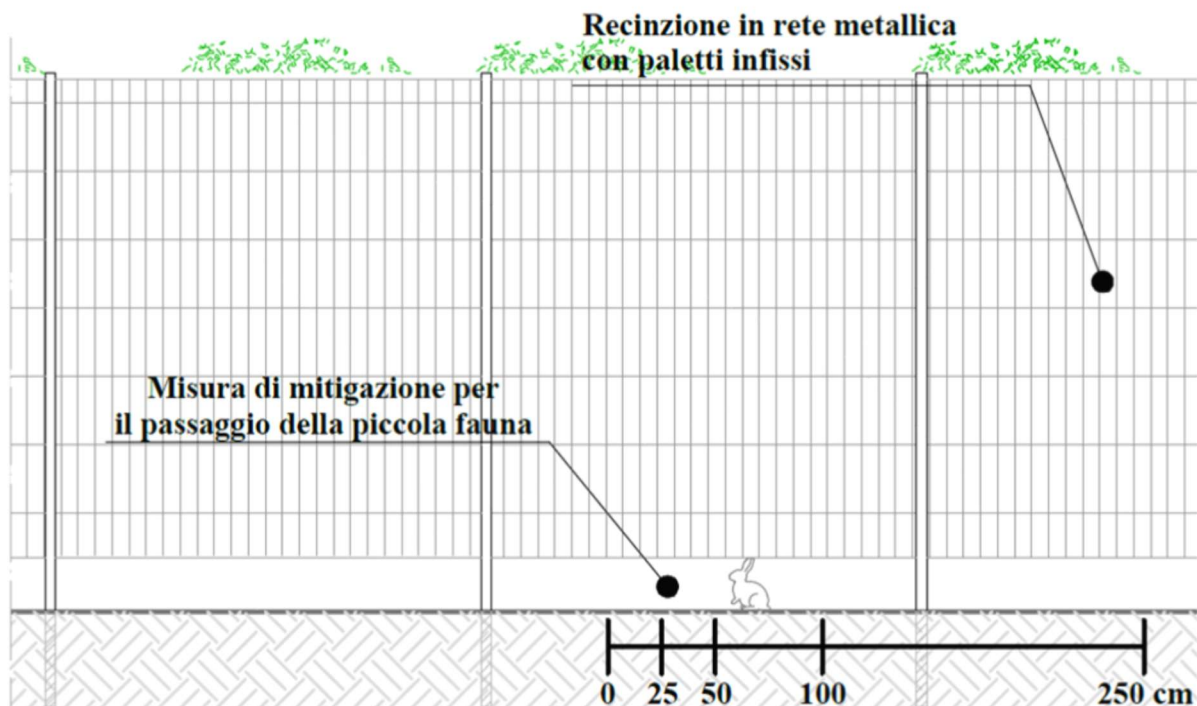 Recinzione in rete metallica
con paletti infissi
Misura di mitigazione per
il passaggio della piccola fauna
0 25 50 100 250 cm